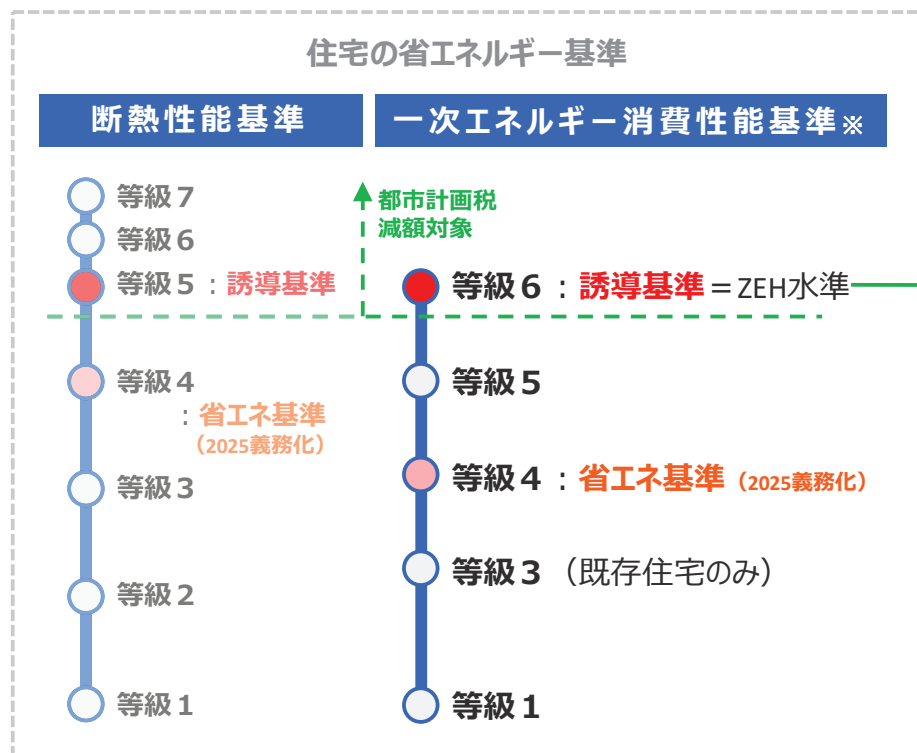 住宅の省エネルギー基準
断熱性能基準
一次エネルギー消費性能基準※
等級７
等級６
等級５：誘導基準
等級４
：省エネ基準
（2025義務化）
等級３
等級２
等級１
都市計画税
減額対象
等級６：誘導基準＝ZEH水準
等級５
等級４：省エネ基準（2025義務化）
等級３（既存住宅のみ）
等級１